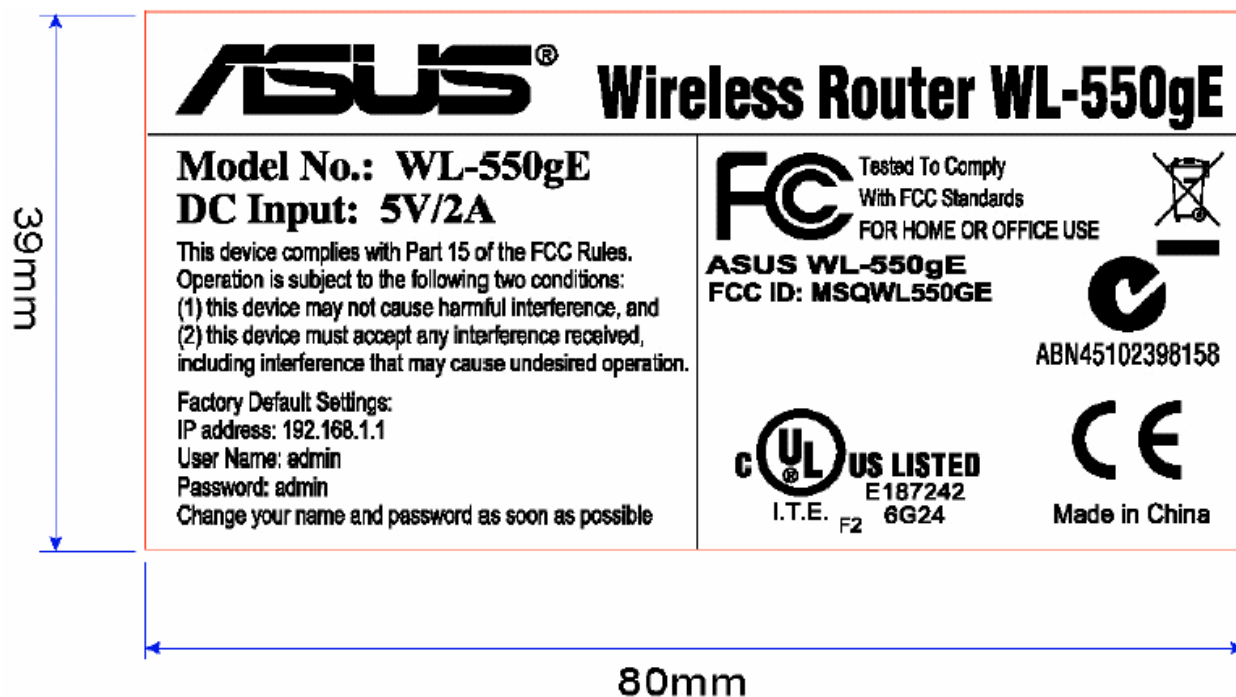 ASUS® Wireless Router WL-550gE
Model No.: WL-550gE
DC Input: 5V/2A
This device complies with Part 15 of the FCC Rules.
Operation is subject to the following two conditions:
(1) this device may not cause harmful interference, and
(2) this device must accept any interference received,
including interference that may cause undesired operation.
Factory Default Settings:
IP address: 192.168.1.1
User Name: admin
Password: admin
Change your name and password as soon as possible
FC Tested To Comply
With FCC Standards
FOR HOME OR OFFICE USE
ASUS WL-550gE
FCC ID: MSQWL550GE
ABN45102398158
C UL® US LISTED
E187242
I.T.E. F2 6G24
CE
Made in China
39mm
80mm